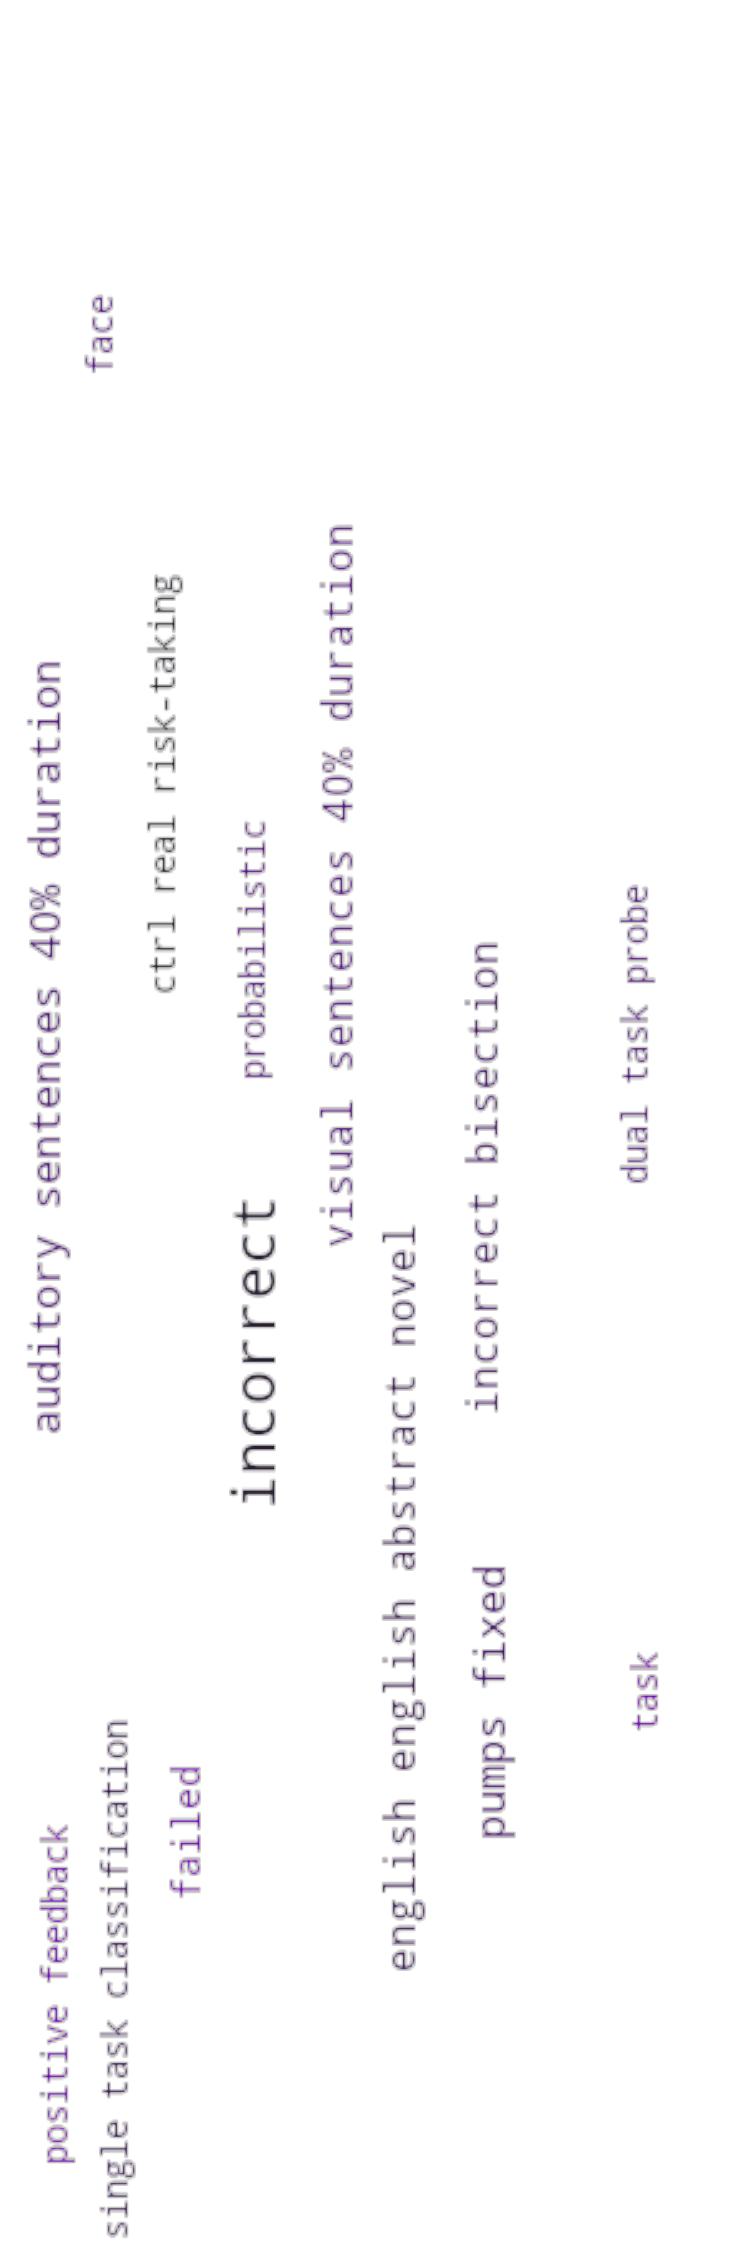 auditory sentences 40% duration
positive feedback
face
single task classification
ctrl real risk-taking
failed
probabilistic
incorrect
visual sentences 40% duration
english english abstract novel
incorrect bisection
pumps fixed
dual task probe
task